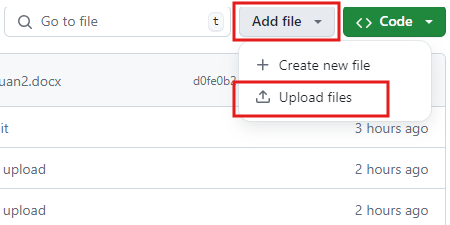 Go to file t Add file Code
Create new file
uan2.docx d0fe0b2
Upload files
it 3 hours ago
upload 2 hours ago
upload 2 hours ago